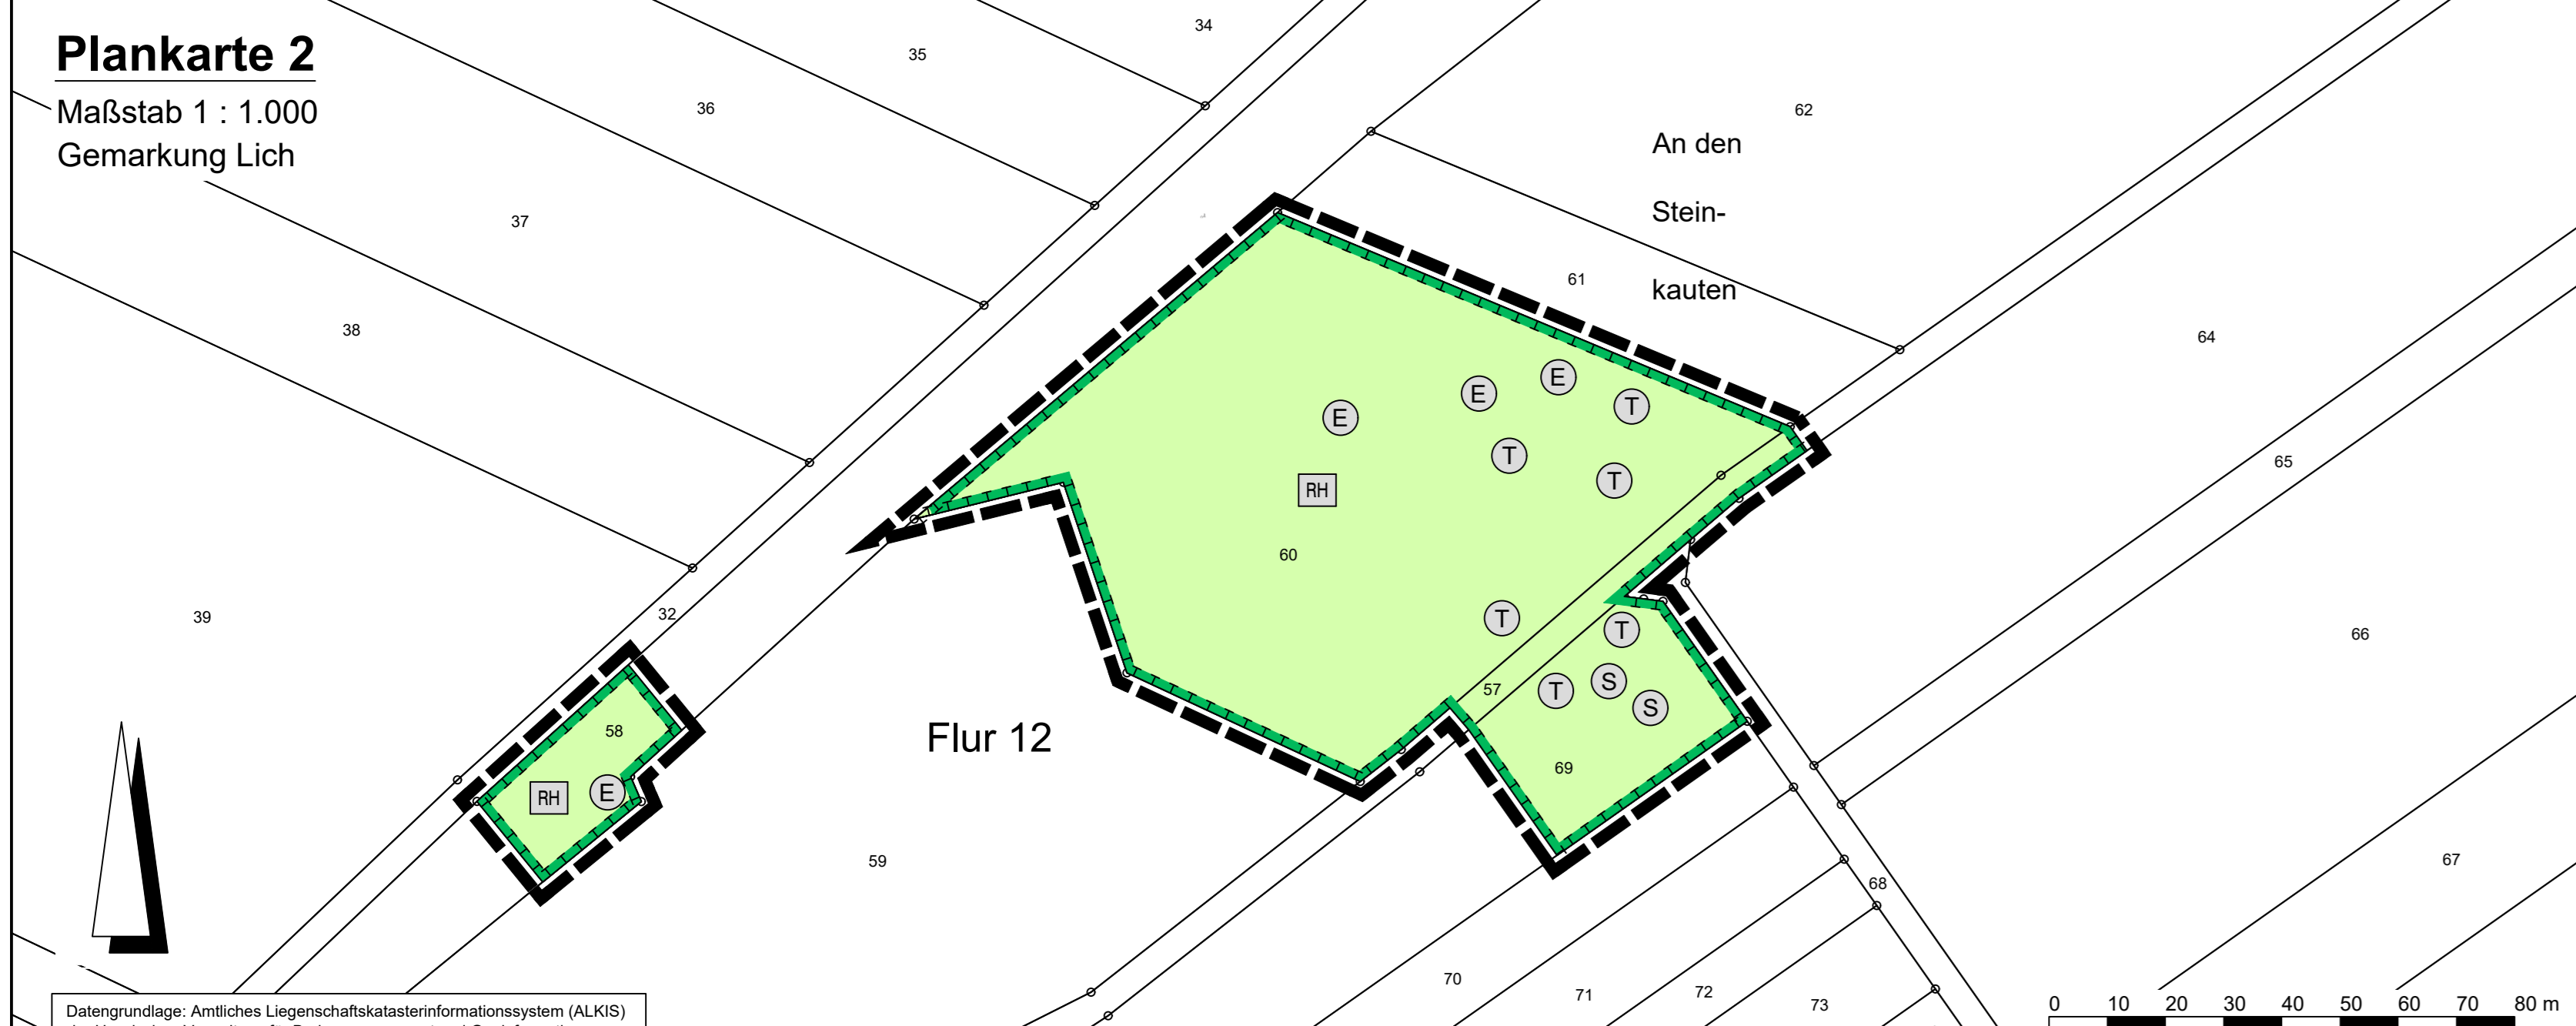 Plankarte 2
Maßstab 1 : 1.000
Gemarkung Lich
34
35
36
37
38
39
32
62
An den
Stein-
kauten
61
64
65
66
67
E
E
E
T
T
T
RH
60
T
T
57
T
S
S
69
58
RH
E
Flur 12
59
68
70
71
72
73
0 10 20 30 40 50 60 70 80 m
Datengrundlage: Amtliches Liegenschaftskatasterinformationssystem (ALKIS)